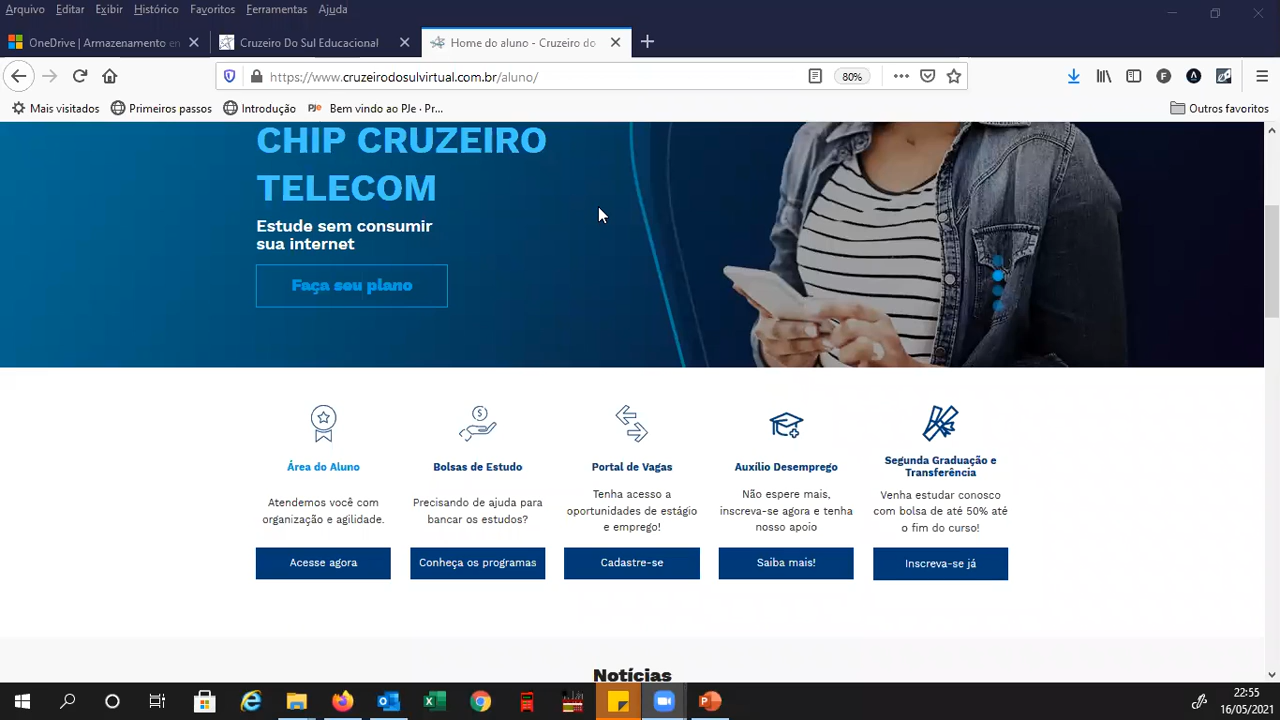 Arquivo Editar Exibir Histórico Favoritos Ferramentas Ajuda
OneDrive | Armazenamento en
Cruzeiro Do Sul Educacional
Home do aluno - Cruzeiro do
https://www.cruzeirodosulvirtual.com.br/aluno/
80%
Mais visitados
Primeiros passos
Introdução
PJe
Bem vindo ao PJe · Pr...
Outros favoritos
CHIP CRUZEIRO
TELECOM
Estude sem consumir
sua internet
Faça seu plano
Área do Aluno
Atendemos você com
organização e agilidade.
Acesse agora
Bolsas de Estudo
Precisando de ajuda para
bancar os estudos?
Conheça os programas
Portal de Vagas
Tenha acesso a
oportunidades de estágio
e emprego!
Cadastre-se
Auxílio Desemprego
Não espere mais,
inscreva-se agora e tenha
nosso apoio
Saiba mais!
Segunda Graduação e
Transferência
Venha estudar conosco
com bolsa de até 50% até
o fim do curso!
Inscreva-se já
Notícias
22:55
16/05/2021